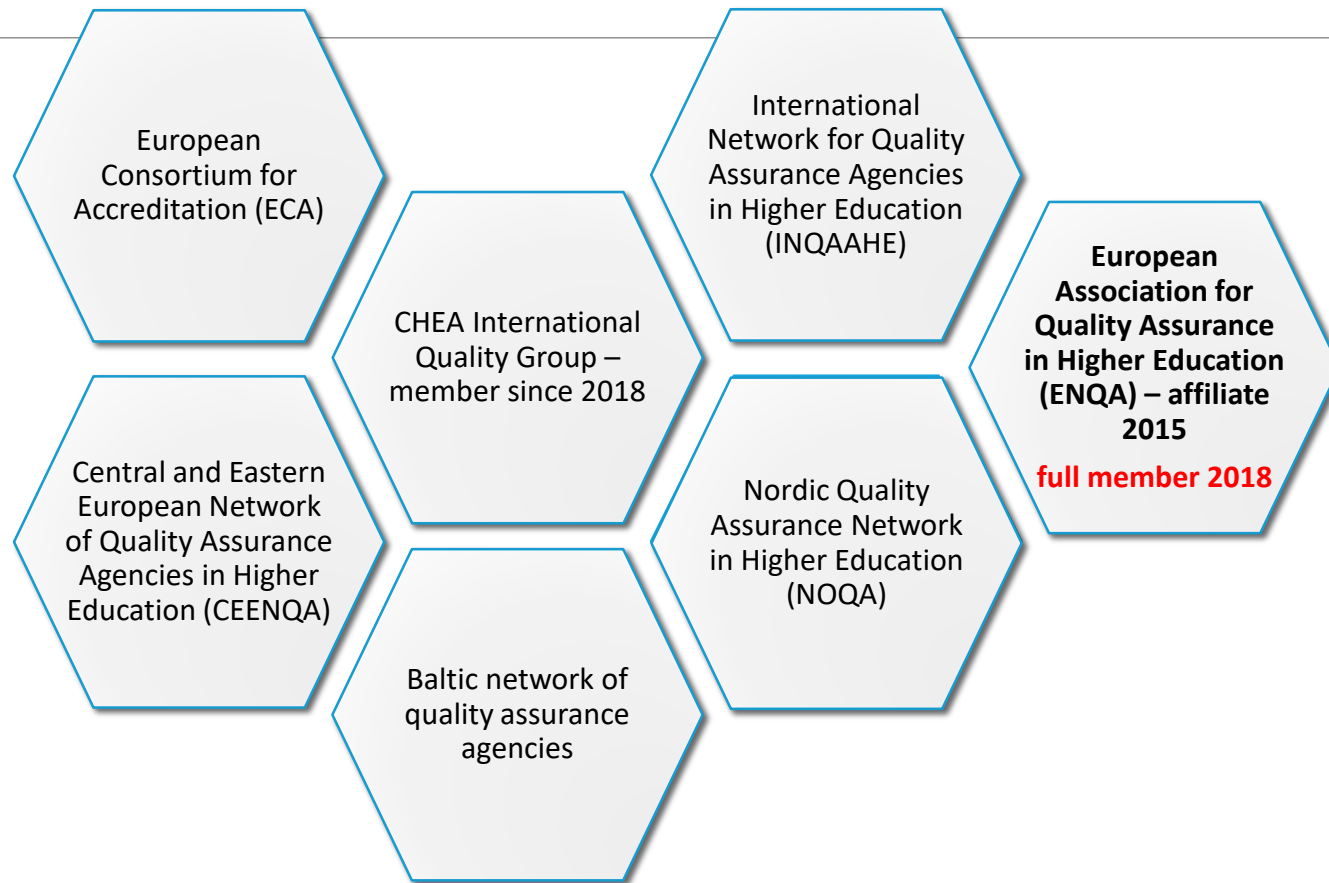 European
Consortium for
Accreditation (ECA)
International
Network for Quality
Assurance Agencies
in Higher Education
(INQAAHE)
CHEA International
Quality Group –
member since 2018
European
Association for
Quality Assurance
in Higher Education
(ENQA) – affiliate
2015
full member 2018
Central and Eastern
European Network
of Quality Assurance
Agencies in Higher
Education (CEENQA)
Nordic Quality
Assurance Network
in Higher Education
(NOQA)
Baltic network of
quality assurance
agencies